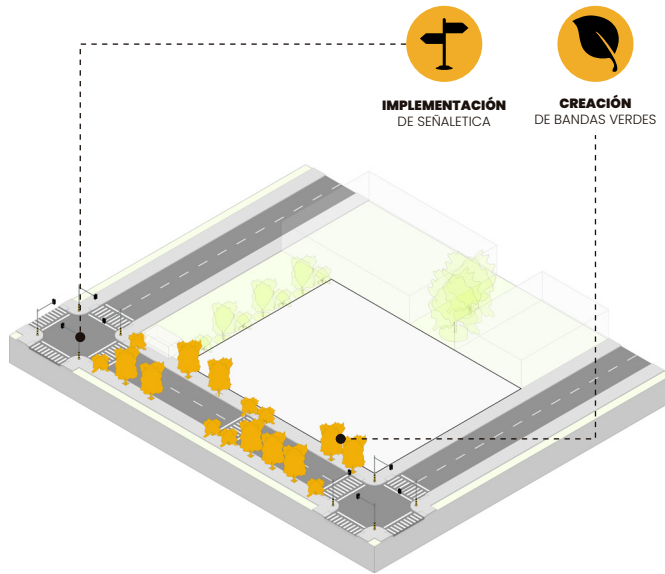 IMPLEMENTACIÓN
DE SEÑALETICA
CREACIÓN
DE BANDAS VERDES